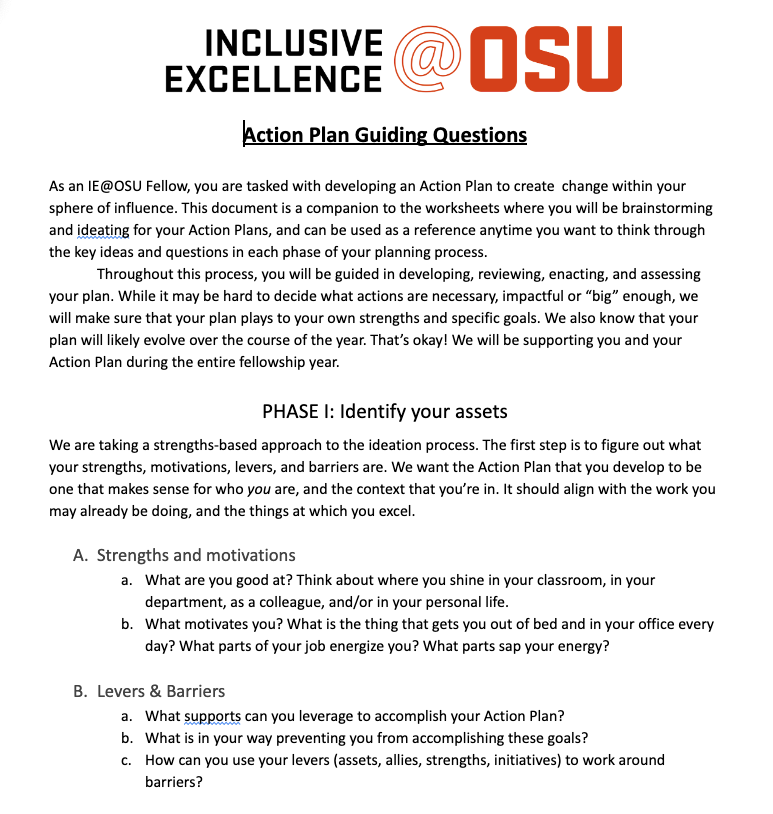 INCLUSIVE
EXCELLENCE
@OSU
Action Plan Guiding Questions
As an IE@OSU Fellow, you are tasked with developing an Action Plan to create  change within your
sphere of influence. This document is a companion to the worksheets where you will be brainstorming
and ideating for your Action Plans, and can be used as a reference anytime you want to think through
the key ideas and questions in each phase of your planning process.
Throughout this process, you will be guided in developing, reviewing, enacting, and assessing
your plan. While it may be hard to decide what actions are necessary, impactful or “big” enough, we
will make sure that your plan plays to your own strengths and specific goals. We also know that your
plan will likely evolve over the course of the year. That’s okay! We will be supporting you and your
Action Plan during the entire fellowship year.
PHASE I: Identify your assets
We are taking a strengths-based approach to the ideation process. The first step is to figure out what
your strengths, motivations, levers, and barriers are. We want the Action Plan that you develop to be
one that makes sense for who you are, and the context that you’re in. It should align with the work you
may already be doing, and the things at which you excel.
A. Strengths and motivations
a. What are you good at? Think about where you shine in your classroom, in your
department, as a colleague, and/or in your personal life.
b. What motivates you? What is the thing that gets you out of bed and in your office every
day? What parts of your job energize you? What parts sap your energy?
B. Levers & Barriers
a. What supports can you leverage to accomplish your Action Plan?
b. What is in your way preventing you from accomplishing these goals?
c. How can you use your levers (assets, allies, strengths, initiatives) to work around
barriers?